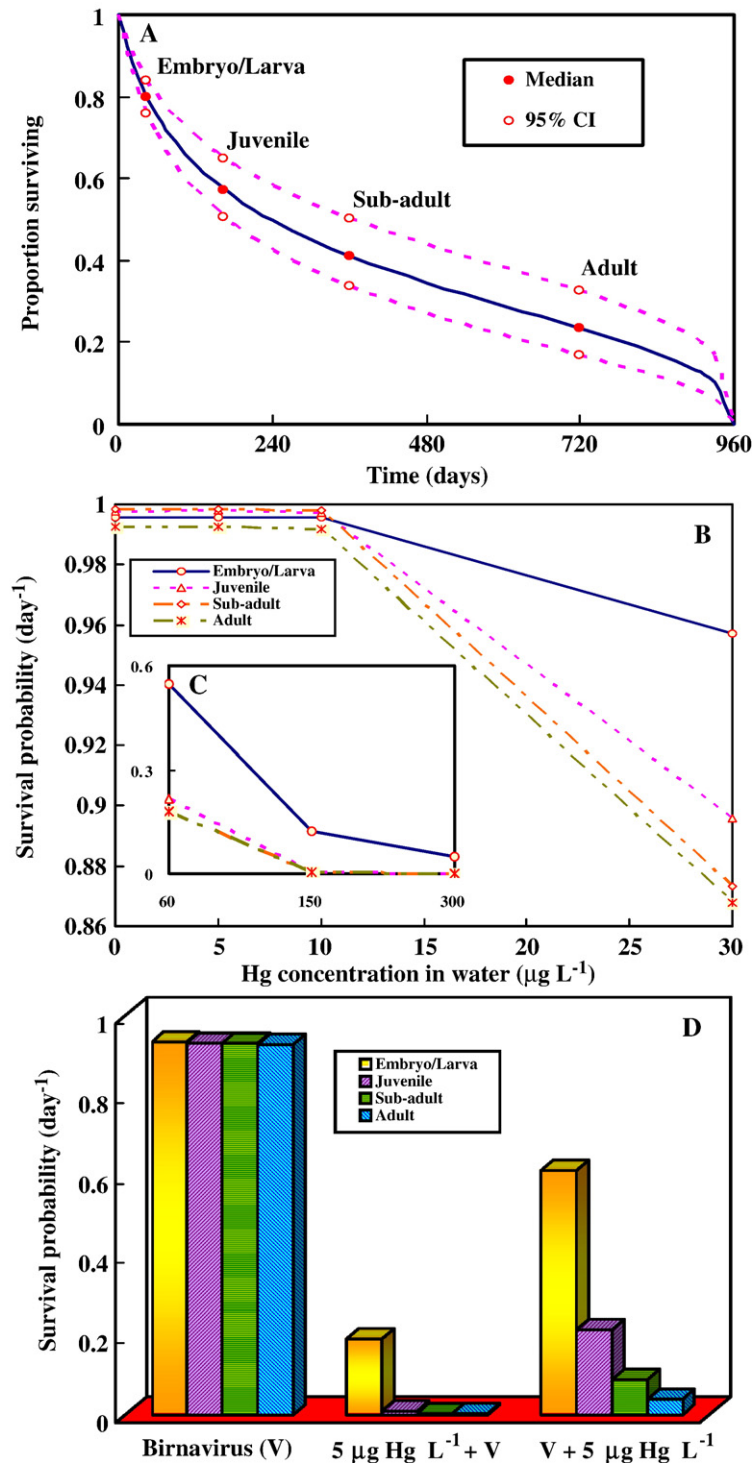 A
1
0.8
0.6
0.4
0.2
0
Proportion surviving
Embryo/Larva
Juvenile
Sub-adult
Adult
Median
95% CI
0 240 480 720 960
Time (days)
B
1
0.98
0.96
0.94
0.92
0.9
0.88
0.86
Survival probability (day-1)
Embryo/Larva
Juvenile
Sub-adult
Adult
C
0.6
0.3
0
60 150 300
0 5 10 15 20 25 30
Hg concentration in water (μg L-1)
D
1
0.8
0.6
0.4
0.2
0
Survival probability (day-1)
Embryo/Larva
Juvenile
Sub-adult
Adult
Birnavirus (V) 5 μg Hg L-1 + V V + 5 μg Hg L-1